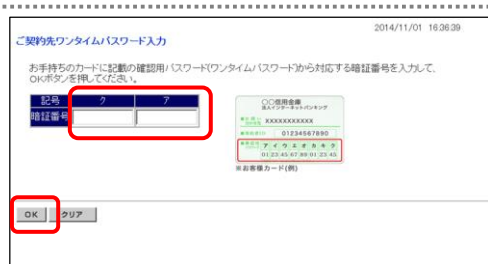 2014/11/01 16:36:39
ご契約先ワンタイムパスワード入力
お手持ちのカードに記載の確認用パスワード(ワンタイムパスワード)から対応する暗証番号を入力して、
OKボタンを押してください。
記号 ク ア
暗証番号
〇〇信用金庫
法人インターネットバンキング
XXXXXXXXXXX
01234567890
ア イ ウ エ オ カ キ ク
01 23 45 67 89 01 23 45
※お客様カード(例)
OK クリア